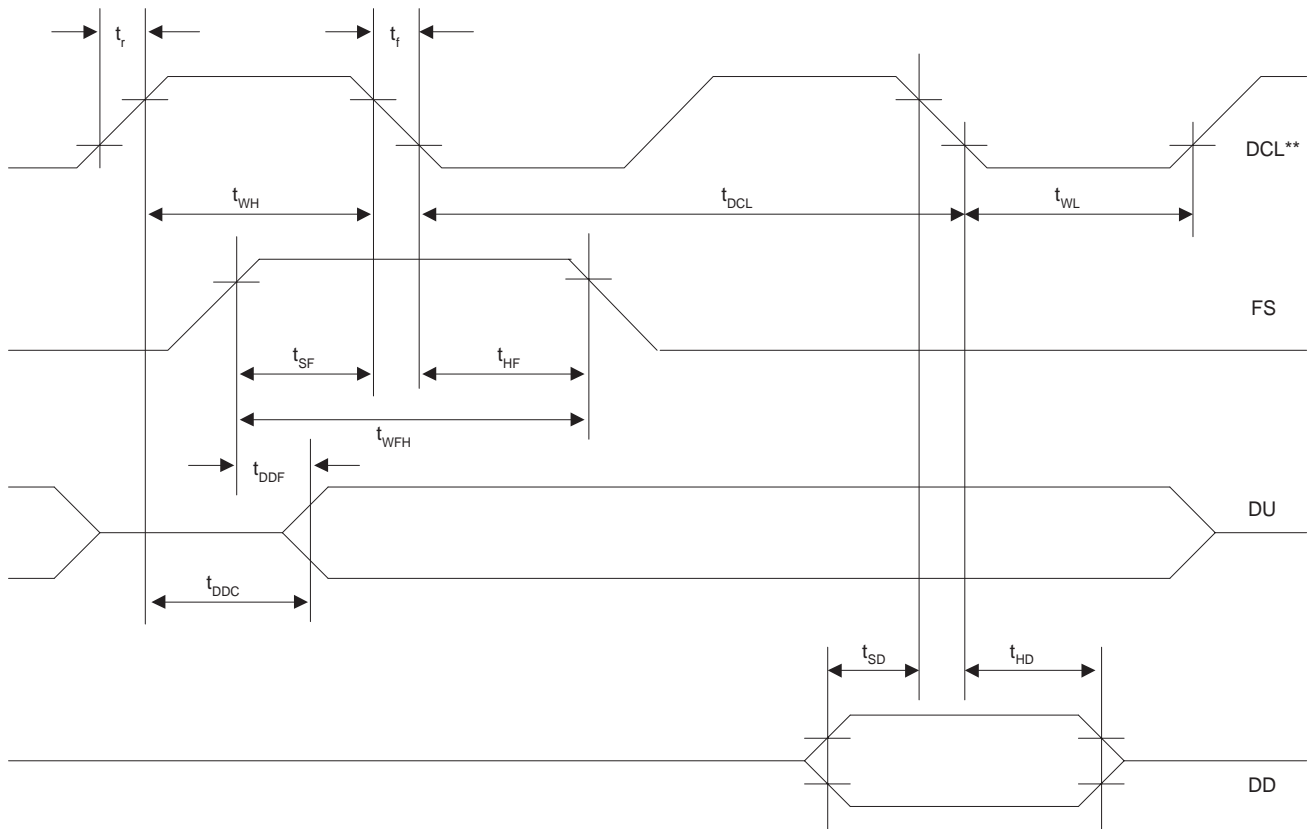 tr
tf
DCL**
tWH
tDCL
tWL
FS
tSF
tHF
tWFH
tDDF
DU
tDDC
tSD
tHD
DD